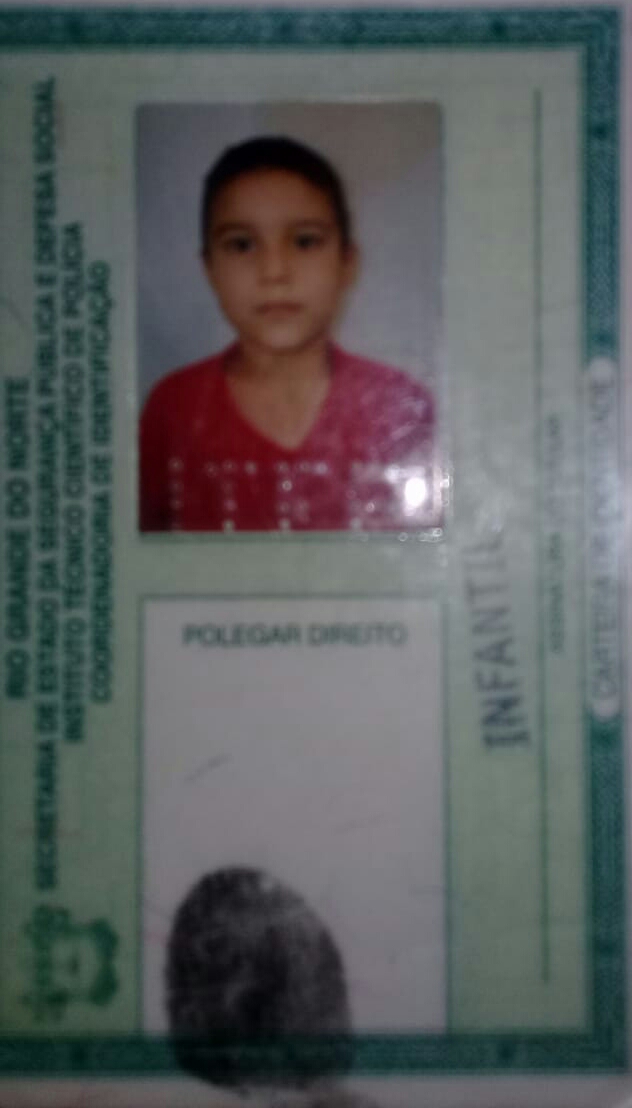 RIO GRANDE DO NORTE
SECRETARIA DE ESTADO DA SEGURANÇA PÚBLICA E DEFESA SOCIAL
INSTITUTO TÉCNICO CIENTÍFICO DE POLÍCIA
COORDENADORIA DE IDENTIFICAÇÃO
POLEGAR DIREITO
INFANTIL
CARTEIRA DE IDENTIDADE